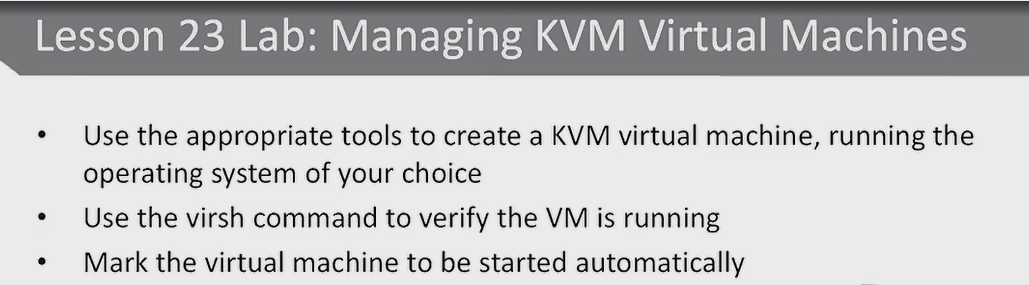 Lesson 23 Lab: Managing KVM Virtual Machines
• Use the appropriate tools to create a KVM virtual machine, running the
operating system of your choice
• Use the virsh command to verify the VM is running
• Mark the virtual machine to be started automatically